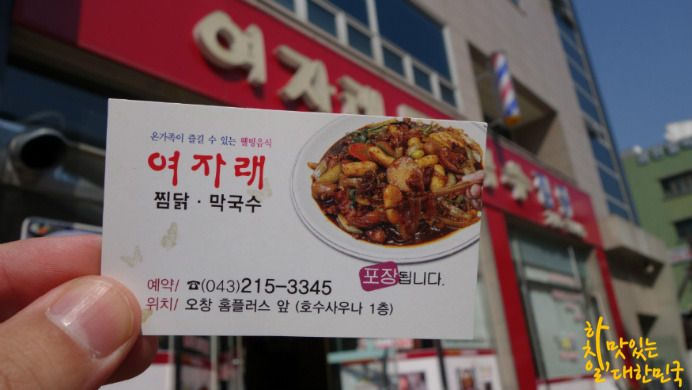 여자래
온가족이 즐길 수 있는 웰빙음식
여자래
찜닭 · 막국수
포장됩니다.
예약/ ☎(043)215-3345
위치/ 오창 홈플러스 앞 (호수사우나 1층)
맛있는
대한민국